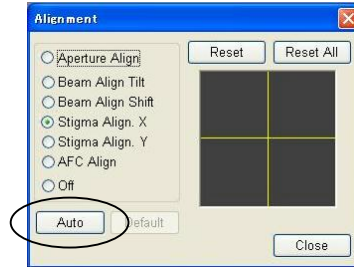 Alignment
Reset
Reset All
Aperture Align
Beam Align Tilt
Beam Align Shift
Stigma Align. X
Stigma Align. Y
AFC Align
Off
Auto
Default
Close